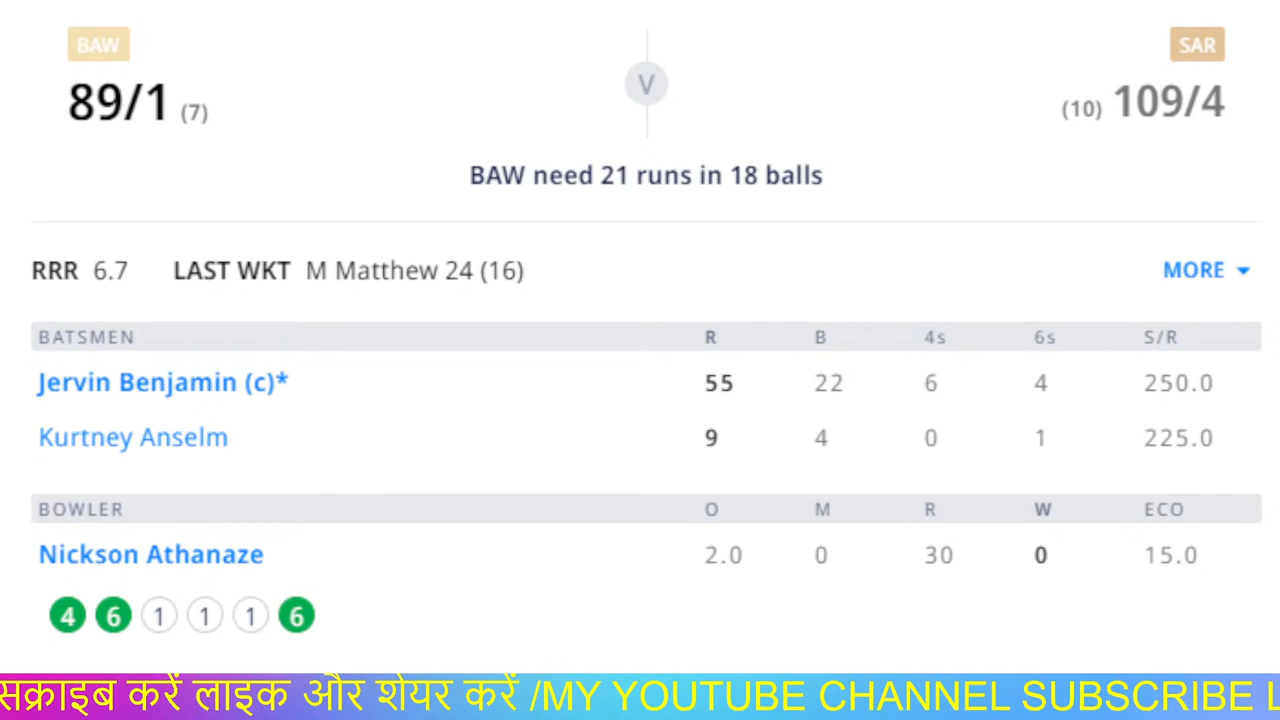 BAW SAR
89/1 (7) V (10) 109/4
BAW need 21 runs in 18 balls
RRR 6.7 LAST WKT M Matthew 24 (16) MORE
BATSMEN R B 4s 6s S/R
Jervin Benjamin (c)* 55 22 6 4 250.0
Kurtney Anselm 9 4 0 1 225.0
BOWLER O M R W ECO
Nickson Athanaze 2.0 0 30 0 15.0
4 6 1 1 1 6
सक्राइब करें लाइक और शेयर करें /MY YOUTUBE CHANNEL SUBSCRIBE L